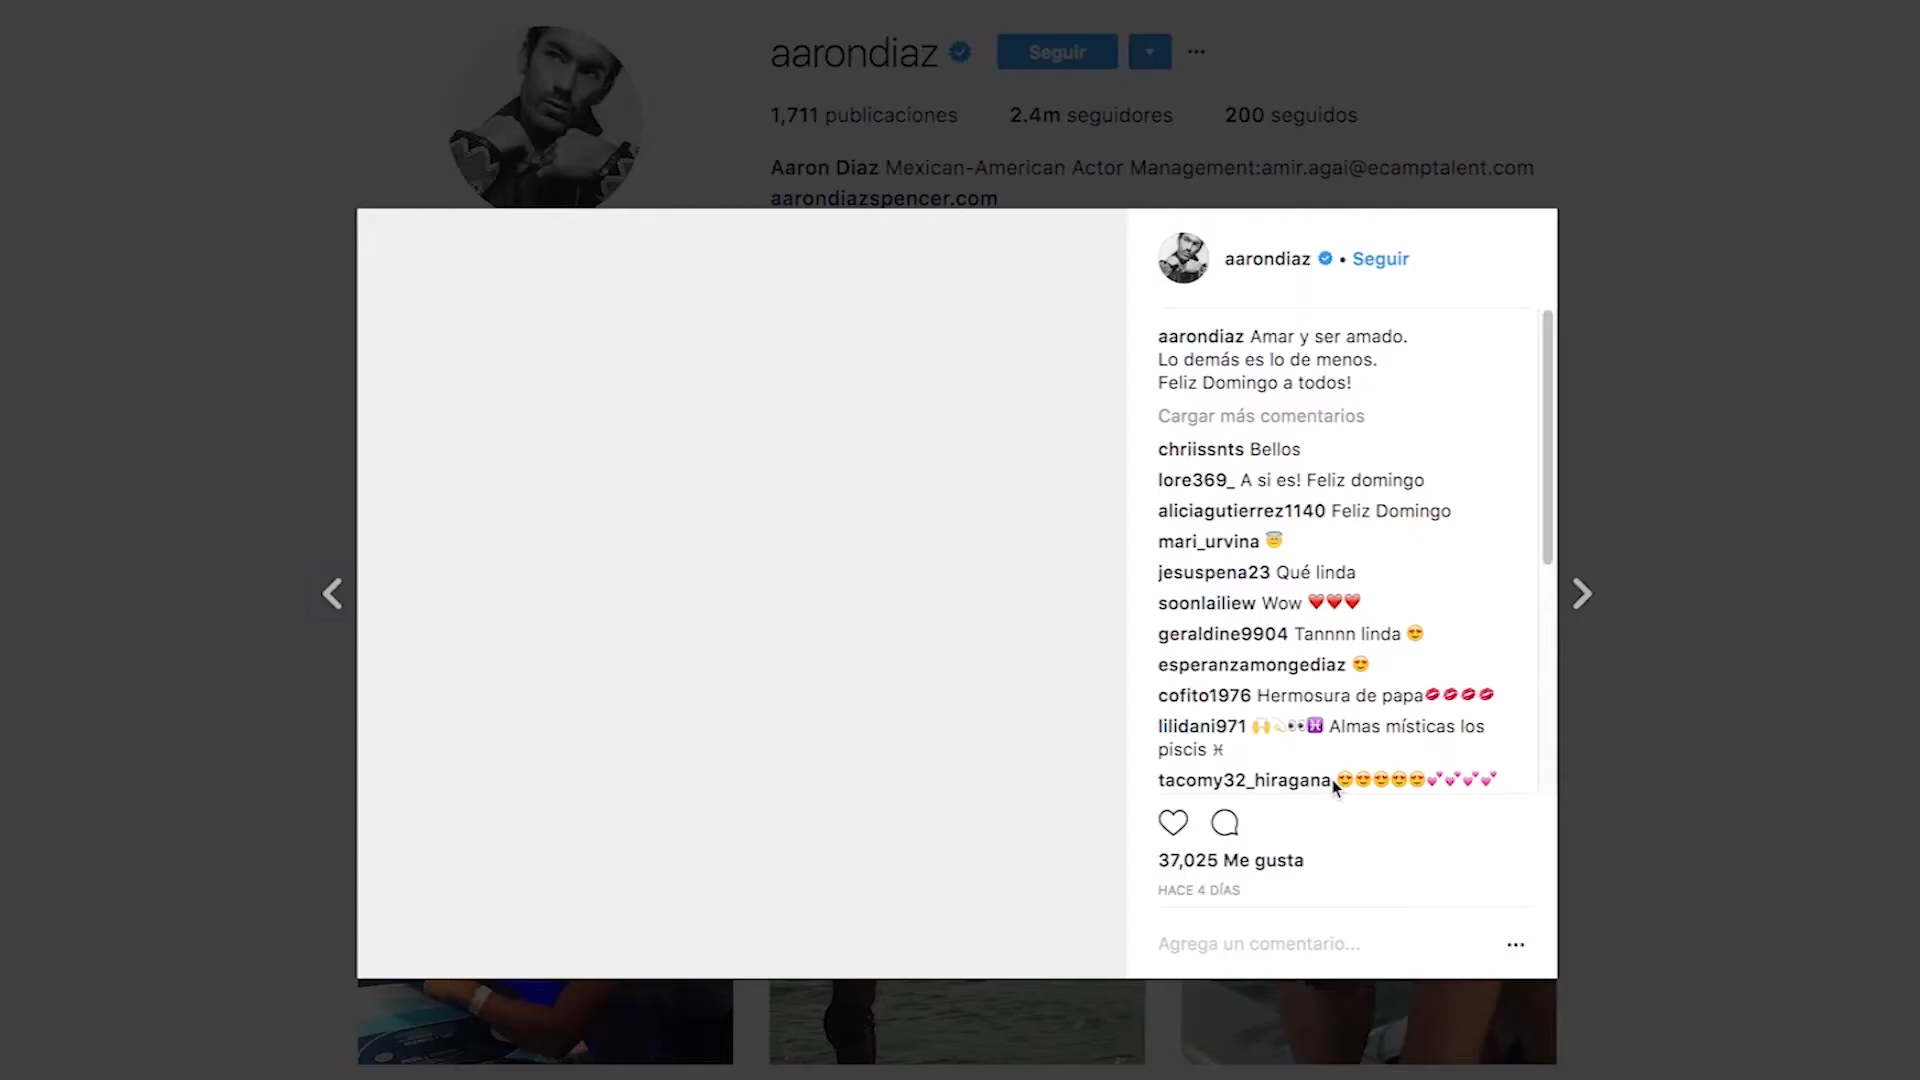 aarondiaz Seguir
1,711 publicaciones 2.4m seguidores 200 seguidos
Aaron Diaz Mexican-American Actor Management:amir.agai@ecamptalent.com
aarondiazspencer.com
aarondiaz • Seguir
aarondiaz Amar y ser amado.
Lo demás es lo de menos.
Feliz Domingo a todos!
Cargar más comentarios
chriissnts Bellos
lore369_ A si es! Feliz domingo
aliciagutierrez1140 Feliz Domingo
mari_urvina 😇
jesuspena23 Qué linda
soonlailiew Wow ❤️❤️❤️
geraldine9904 Tannnn linda 😍
esperanzamongediaz 😍
cofito1976 Hermosura de papa💋💋💋💋
lilidani971 🙌💫👀♓ Almas místicas los
piscis ♓︎
tacomy32_hiragana 😍😍😍😍😍💕💕💕💕
37,025 Me gusta
HACE 4 DÍAS
Agrega un comentario...